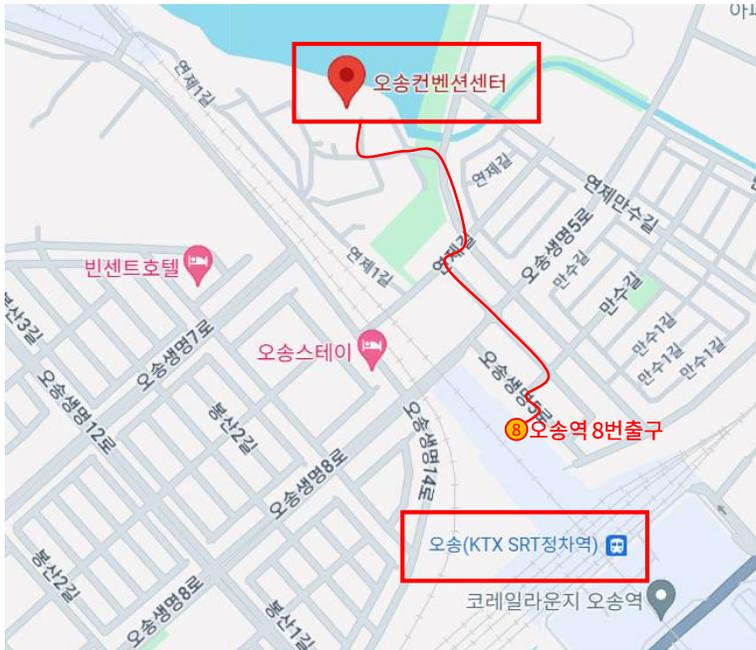 아파
연제1길
오송컨벤션센터
연제길
연제만수길
오송생명5로
만수길
만수길
연제길
연제1길
빈센트호텔
만수1길
만수1길
만수1길
봉산3길
오송생명7로
오송스테이
오송생명5로
오송생명12로
봉산2길
오송생명14로
8 오송역 8번출구
오송생명8로
오송(KTX SRT정차역)
봉산2길
오송생명8로
봉산1길
코레일라운지 오송역